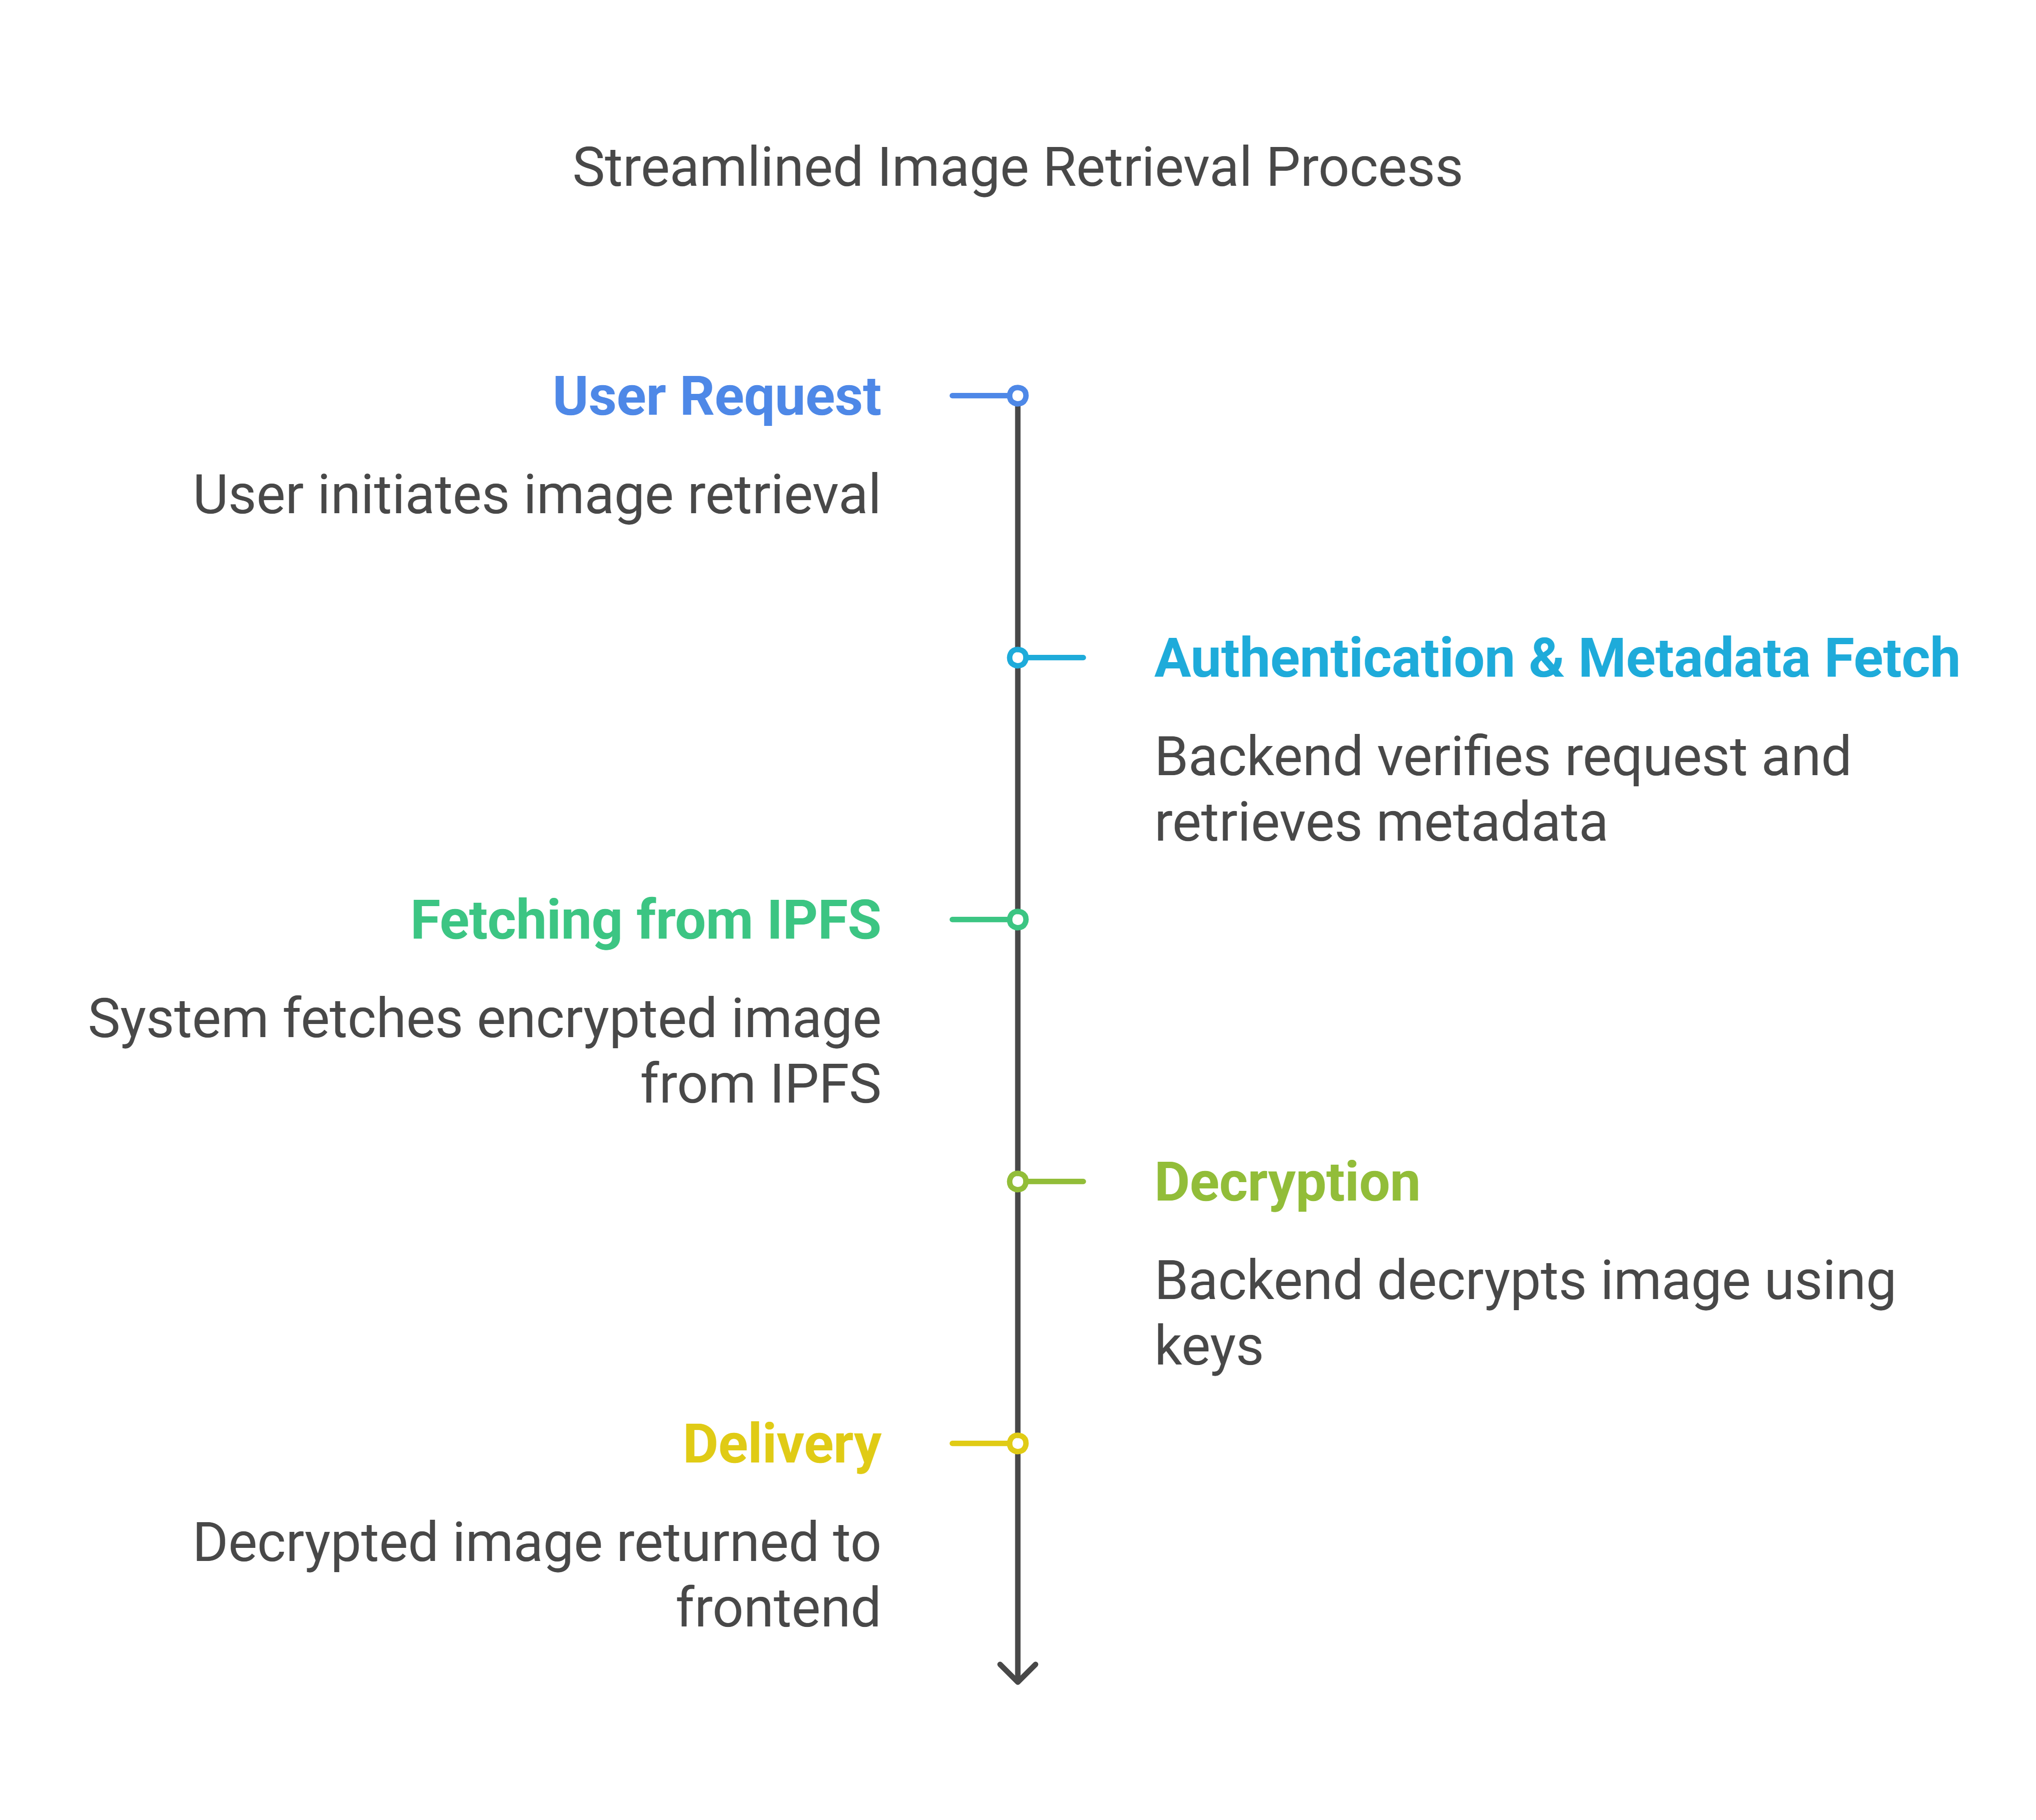 Streamlined Image Retrieval Process
User Request
User initiates image retrieval
Authentication & Metadata Fetch
Backend verifies request and
retrieves metadata
Fetching from IPFS
System fetches encrypted image
from IPFS
Decryption
Backend decrypts image using
keys
Delivery
Decrypted image returned to
frontend